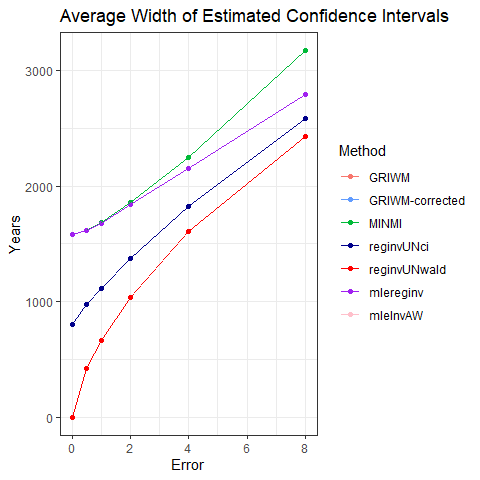 Average Width of Estimated Confidence Intervals
Years
3000
2000
1000
0
0
2
4
6
8
Error
Method
GRIWM
GRIWM-corrected
MINMI
reginvUNci
reginvUNwald
mlereginv
mleInvAW